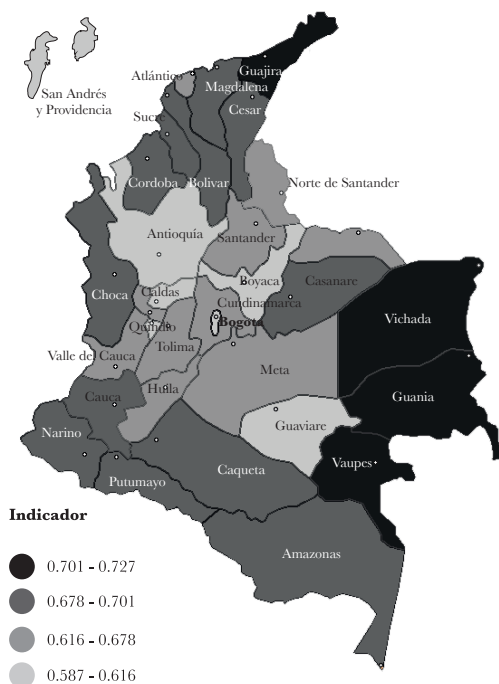 Guajira
Atlántico
Magdalena
San Andrés
y Providencia
Cesar
Sucre
Cordoba
Bolivar
Norte de Santander
Antioquía
Santander
Boyaca
Casanare
Choca
Caldas
Cundinamarca
Quindio
Bogota
Vichada
Valle del Cauca
Tolima
Meta
Huila
Guania
Cauca
Guaviare
Narino
Vaupes
Caqueta
Putumayo
Indicador
Amazonas
0.701 - 0.727
0.678 - 0.701
0.616 - 0.678
0.587 - 0.616